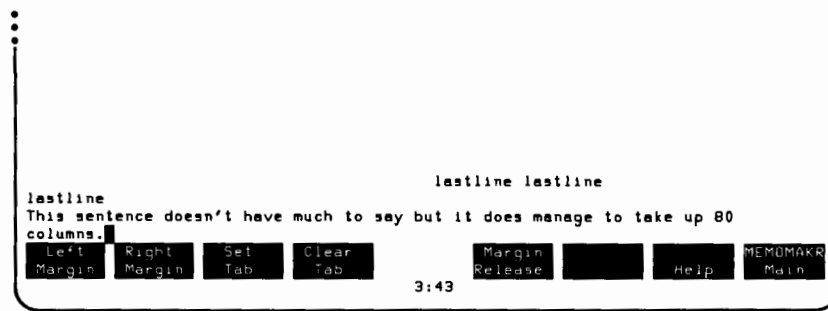 lastline lastline
lastline
This sentence doesn't have much to say but it does manage to take up 80
columns.
Left Right Set Clear Margin MEMOMAKR
Margin Margin Tab Tab Release Help Main
3:43